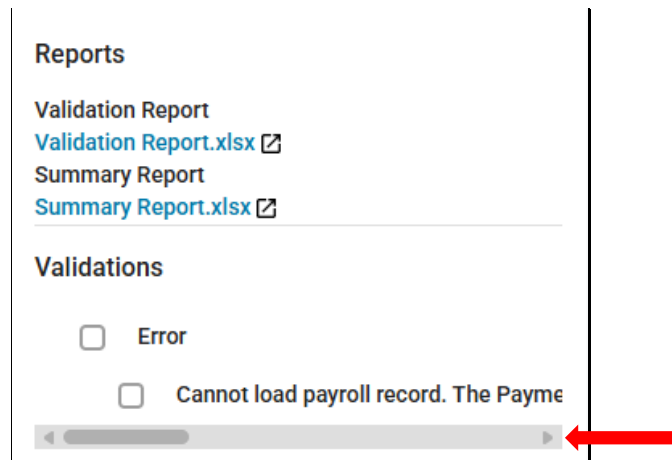 Reports
Validation Report
Validation Report.xlsx
Summary Report
Summary Report.xlsx
Validations
Error
Cannot load payroll record. The Payme